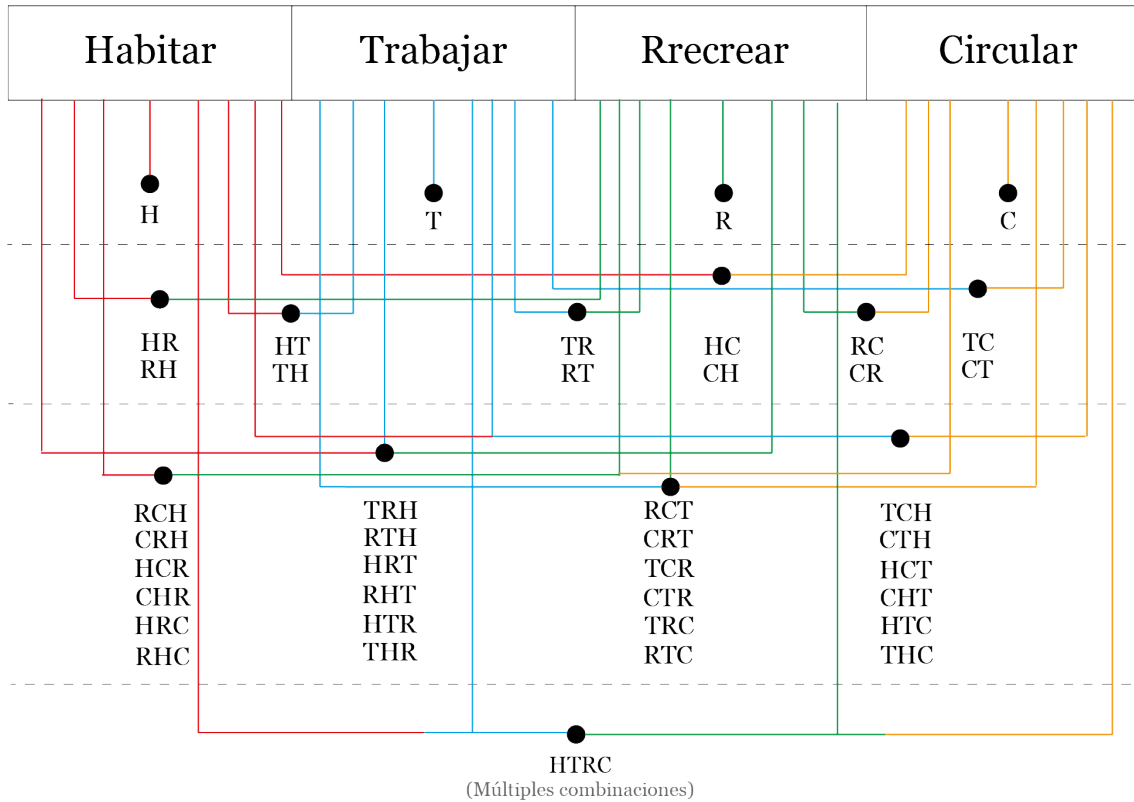 Habitar
Trabajar
Rrecrear
Circular
H
T
R
C
HR
RH
HT
TH
TR
RT
HC
CH
RC
CR
TC
CT
RCH
CRH
HCR
CHR
HRC
RHC
TRH
RTH
HRT
RHT
HTR
THR
RCT
CRT
TCR
CTR
TRC
RTC
TCH
CTH
HCT
CHT
HTC
THC
HTRC
(Múltiples combinaciones)